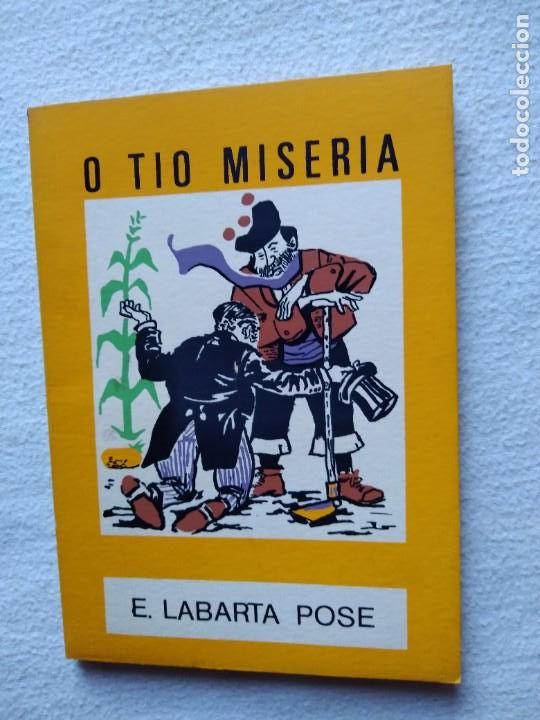 O TIO MISERIA
E. LABARTA POSE
todocoleccion